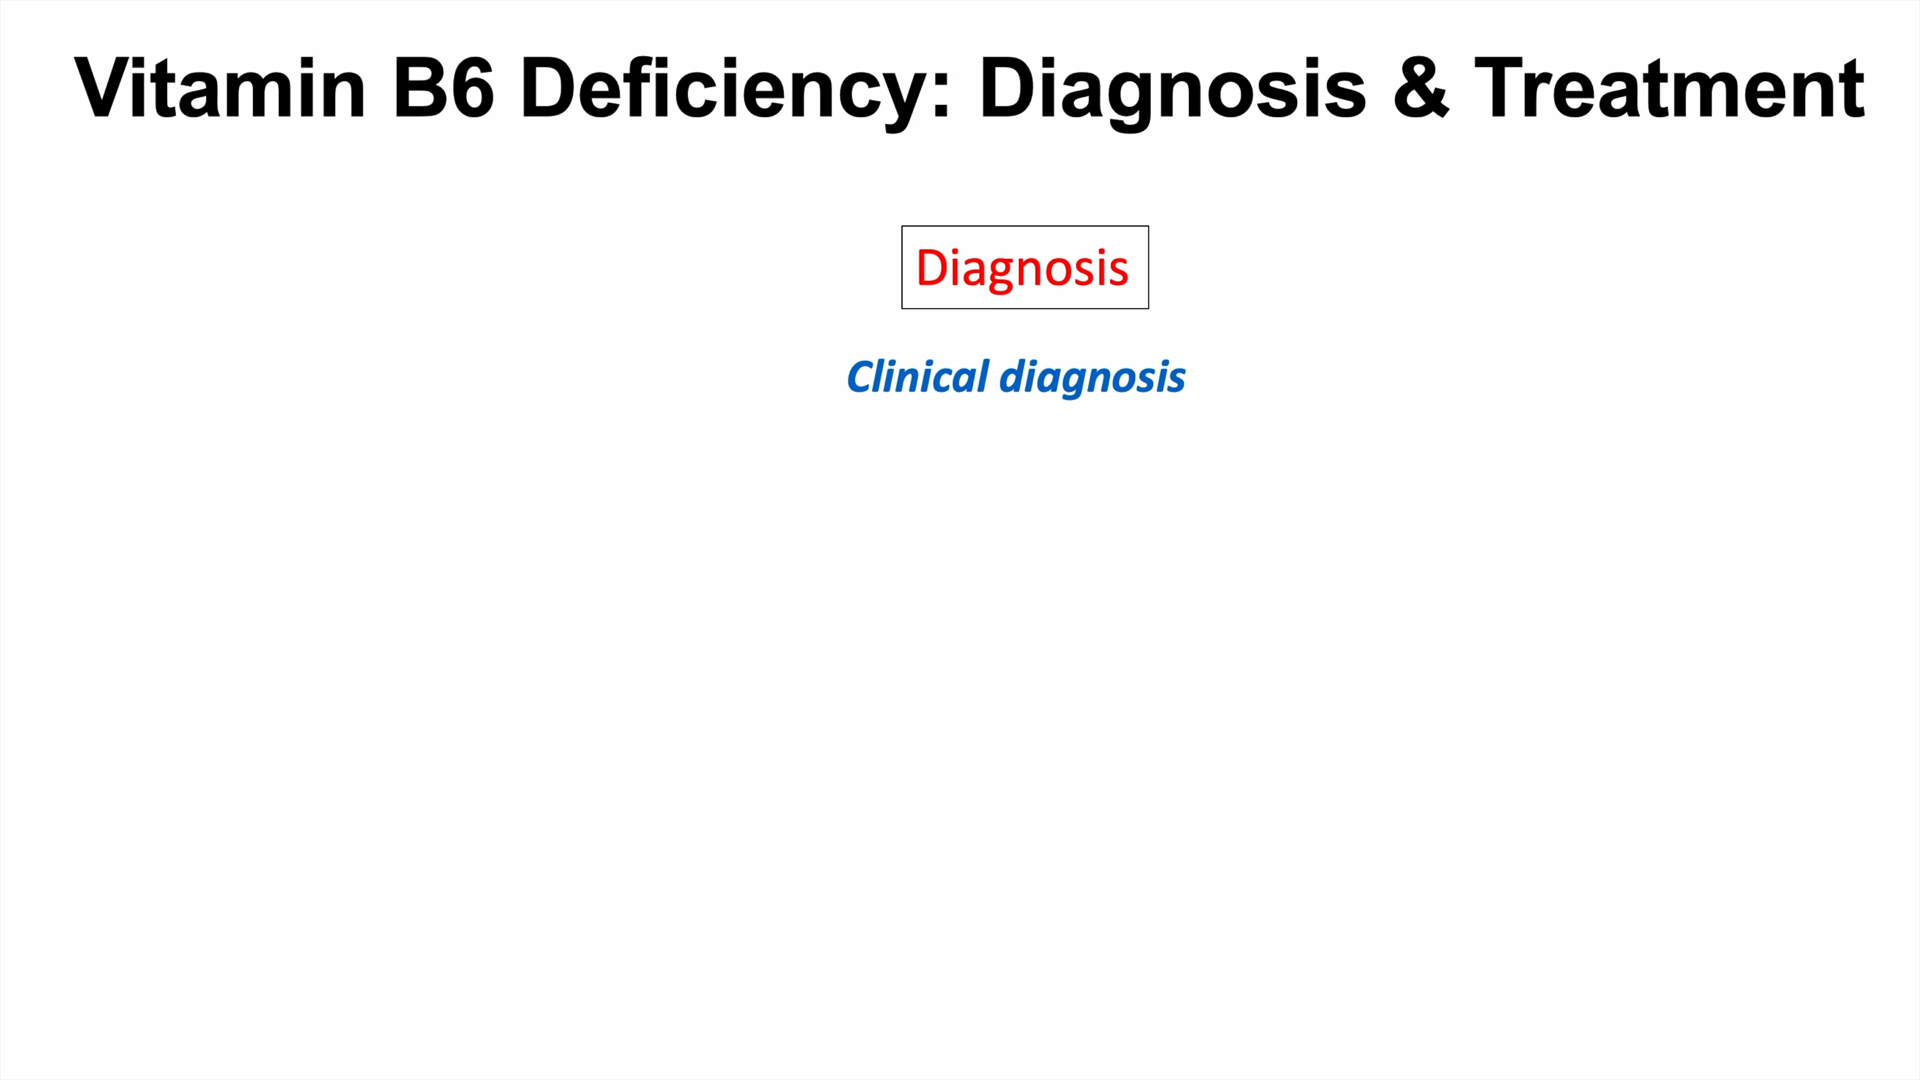 Vitamin B6 Deficiency: Diagnosis & Treatment
Diagnosis
Clinical diagnosis